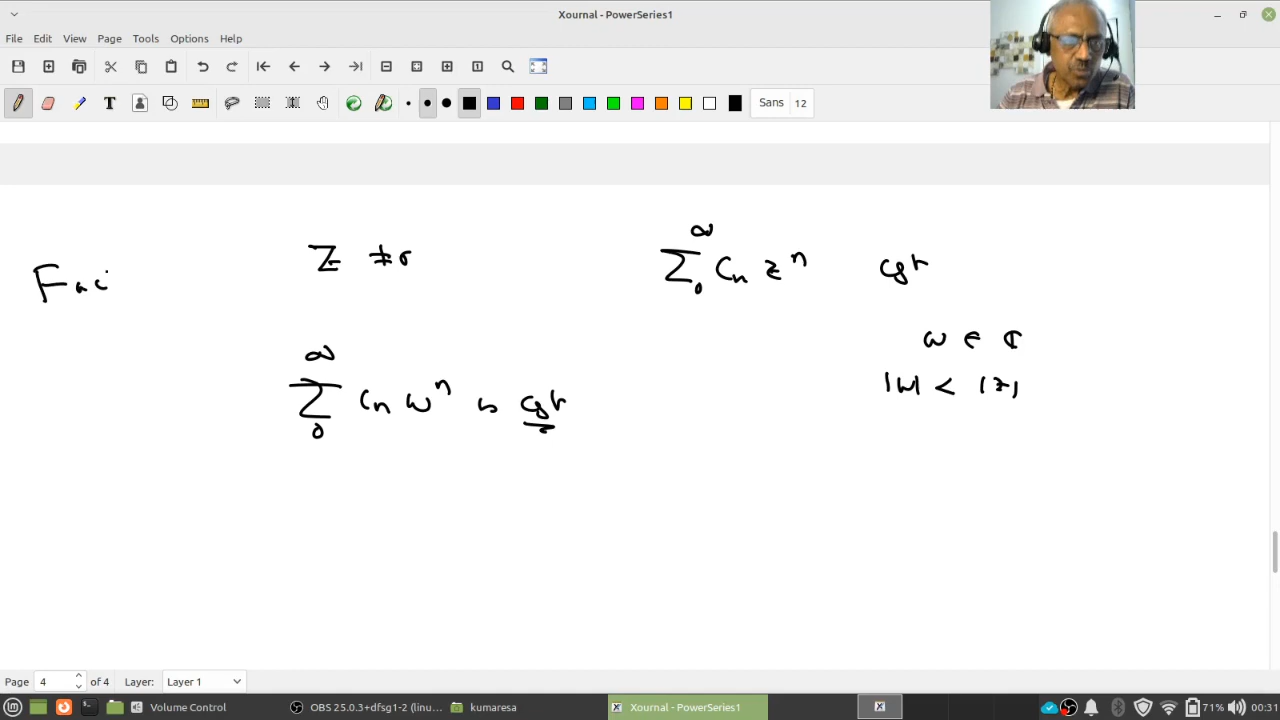 Xournal - PowerSeries1
File Edit View Page Tools Options Help
Sans 12
Z ≠ 0
∞
∑ Cn z^n cgt
0
Fac
w ∈ ℂ
|w| < |z|
∞
∑ Cn w^n is cgt
0
Page 4 of 4 Layer: Layer 1
Volume Control OBS 25.0.3+dfsg1-2 (linu... kumaresa Xournal - PowerSeries1 71% 00:31